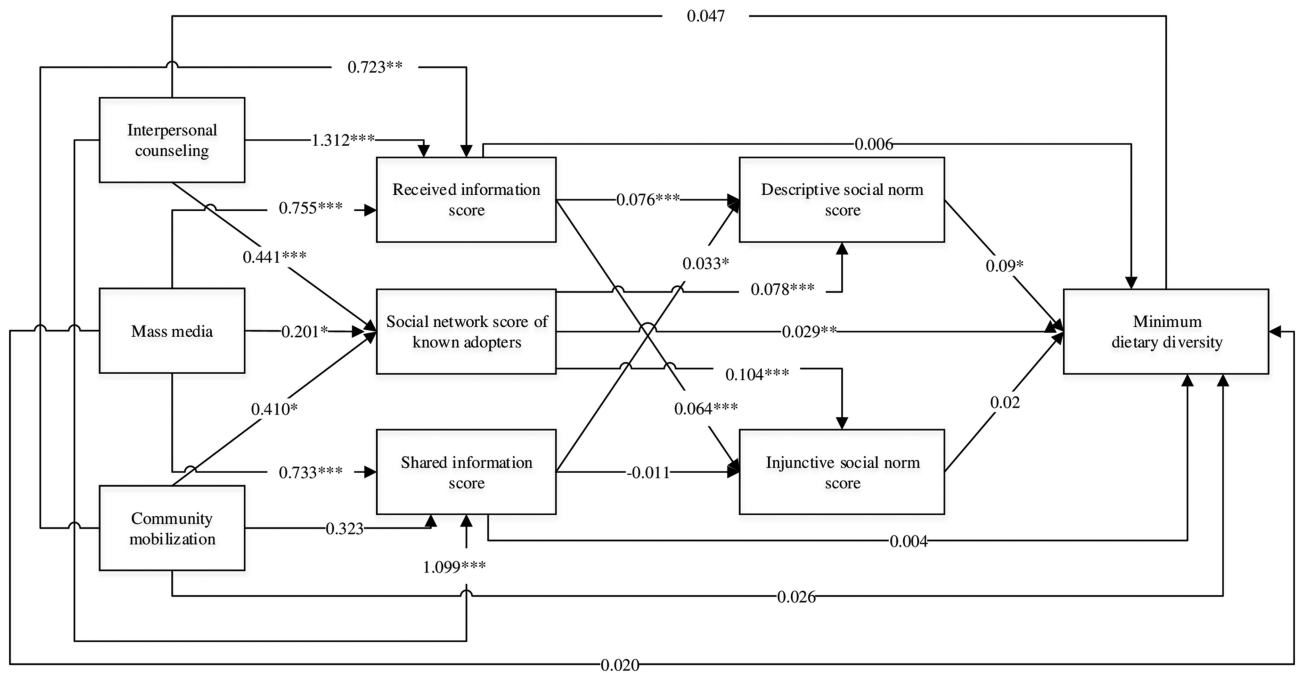 0.047
0.723**
Interpersonal
counseling
1.312***
0.006
Received information
score
0.076***
Descriptive social norm
score
0.755***
0.441***
0.033*
0.09*
0.078***
Mass media
0.201*
Social network score of
known adopters
0.029**
Minimum
dietary diversity
0.104***
0.410*
0.064***
0.02
0.733***
Shared information
score
-0.011
Injunctive social norm
score
Community
mobilization
0.323
0.004
1.099***
0.026
0.020